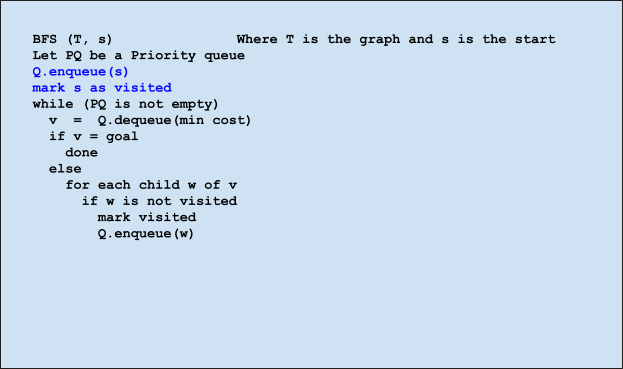 BFS (T, s) Where T is the graph and s is the start
Let PQ be a Priority queue
Q.enqueue(s)
mark s as visited
while (PQ is not empty)
v = Q.dequeue(min cost)
if v = goal
done
else
for each child w of v
if w is not visited
mark visited
Q.enqueue(w)